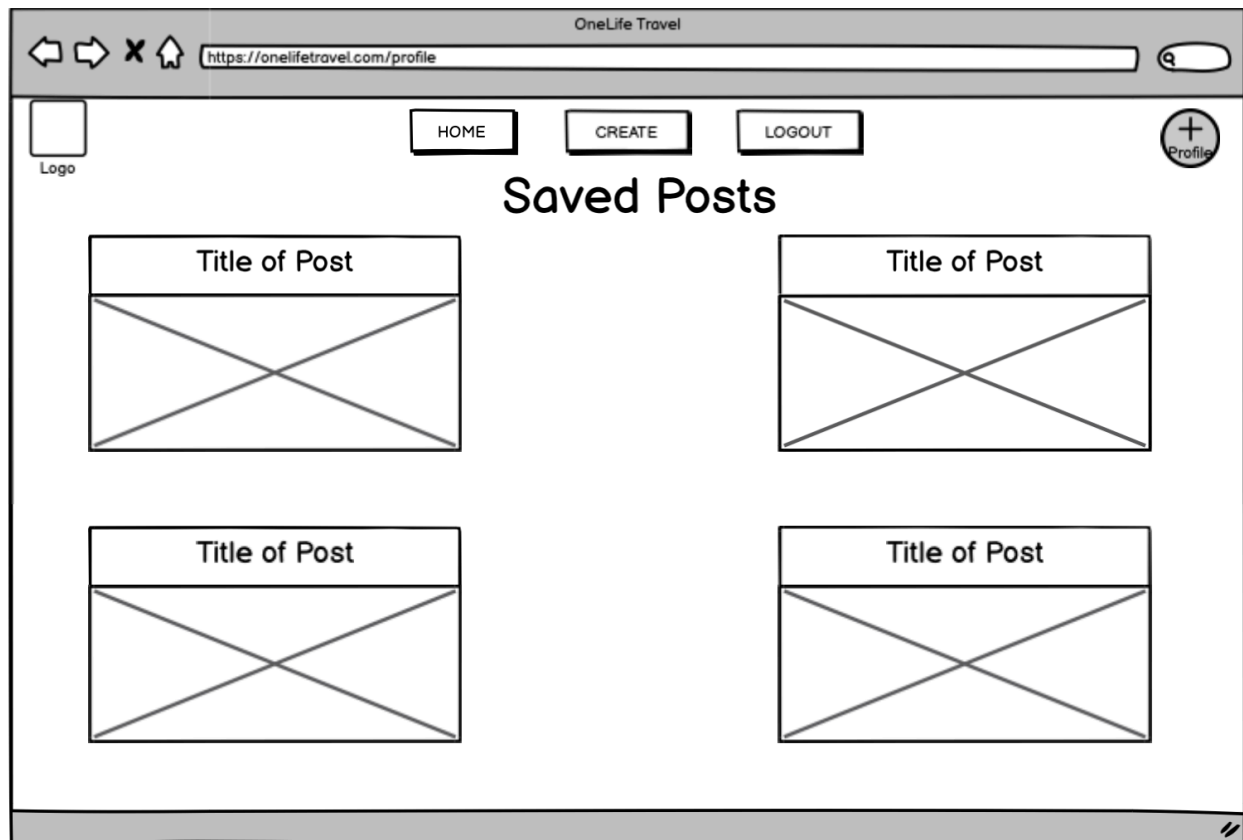 OneLife Travel
https://onelifetravel.com/profile
HOME CREATE LOGOUT
Profile
Logo
Saved Posts
Title of Post Title of Post
Title of Post Title of Post